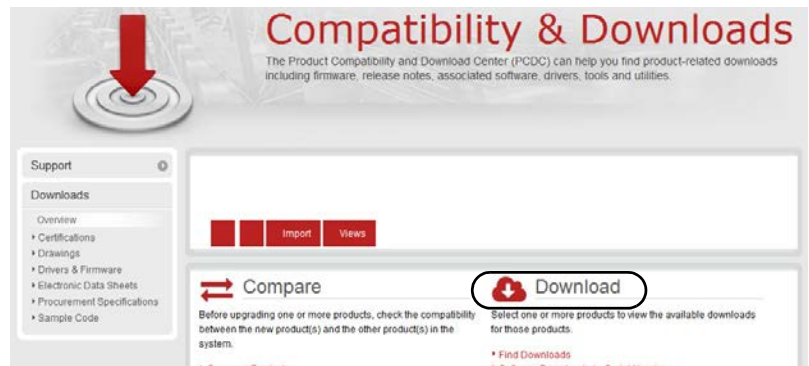 Compatibility & Downloads
The Product Compatibility and Download Center (PCDC) can help you find product-related downloads
including firmware, release notes, associated software, drivers, tools and utilities.
Support
Downloads
Overview
Certifications
Drawings
Drivers & Firmware
Electronic Data Sheets
Procurement Specifications
Sample Code
Import Views
Compare
Before upgrading one or more products, check the compatibility
between the new product(s) and the other product(s) in the
system.
Download
Select one or more products to view the available downloads
for those products.
Find Downloads